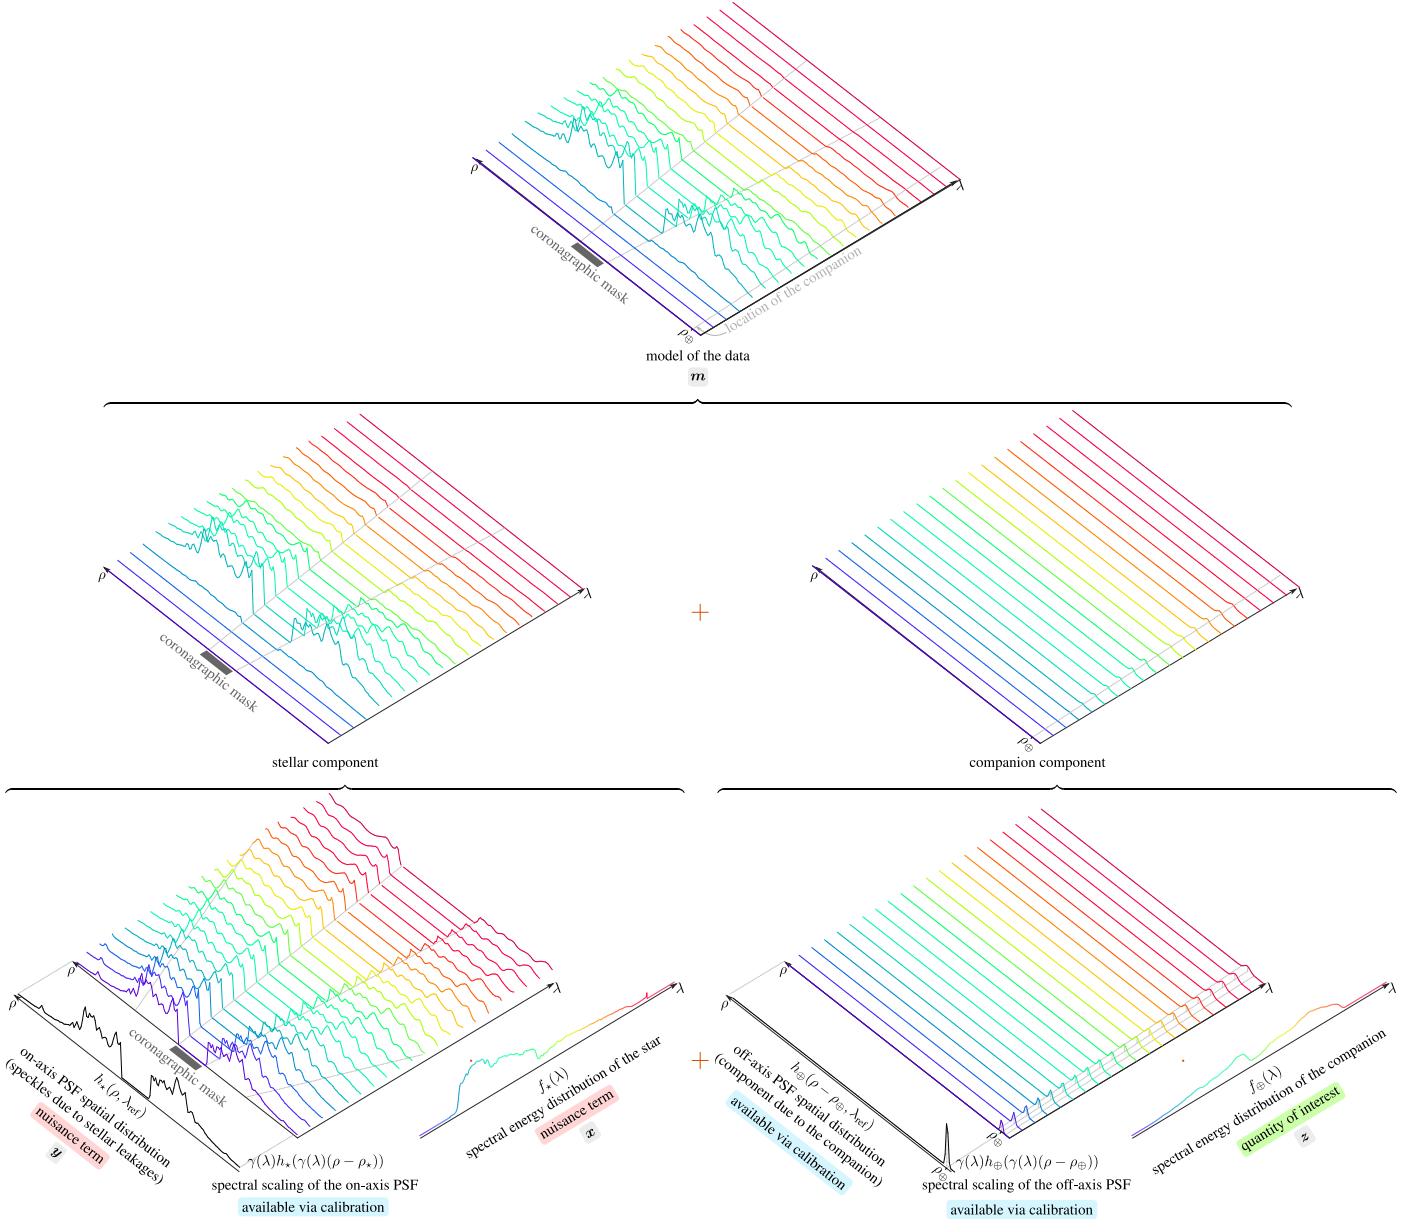 ρ
λ
coronagraphic mask
location of the companion
ρ⊕
model of the data
m
ρ
λ
coronagraphic mask
stellar component
+
ρ
λ
ρ⊕
companion component
ρ
ρ
λ
coronagraphic mask
h⋆(ρ, λref)
on-axis PSF spatial distribution
(speckles due to stellar leakages)
nuisance term
y
γ(λ)h⋆(γ(λ)(ρ − ρ⋆))
spectral scaling of the on-axis PSF
available via calibration
λ
f⋆(λ)
spectral energy distribution of the star
nuisance term
x
+
ρ
ρ
λ
ρ⊕
ρ⊕
h⊕(ρ − ρ⊕, λref)
off-axis PSF spatial distribution
(component due to the companion)
available via calibration
γ(λ)h⊕(γ(λ)(ρ − ρ⊕))
spectral scaling of the off-axis PSF
available via calibration
λ
f⊕(λ)
spectral energy distribution of the companion
quantity of interest
z